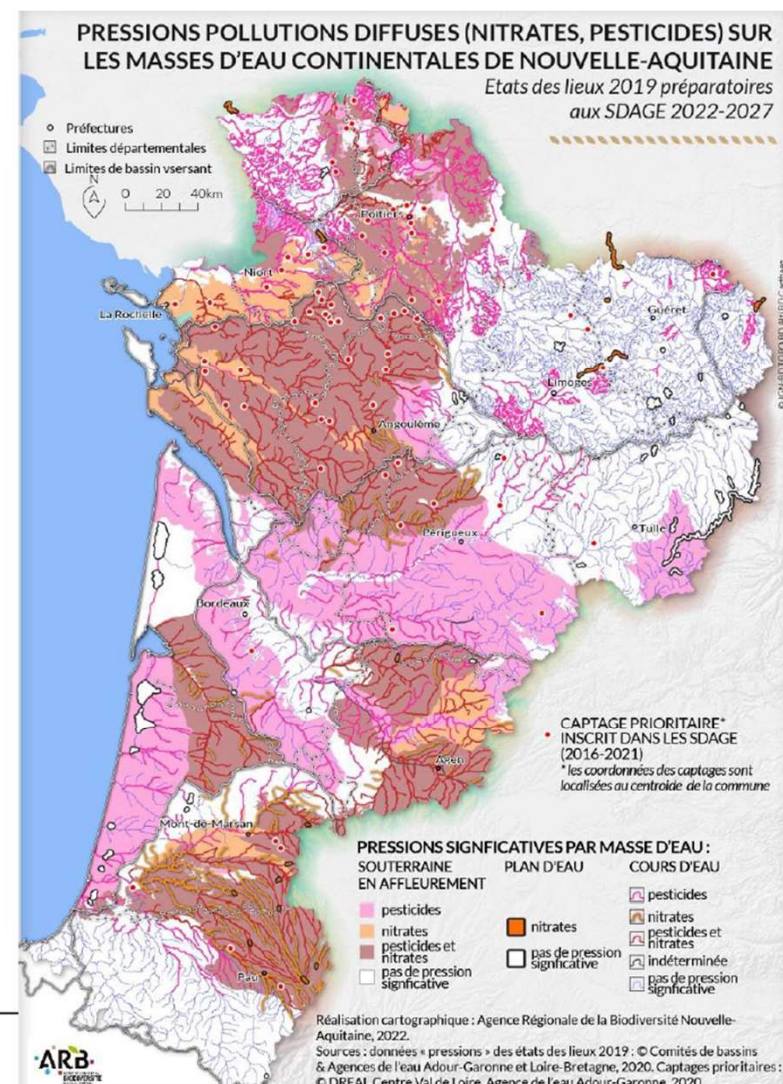 PRESSIONS POLLUTIONS DIFFUSES (NITRATES, PESTICIDES) SUR
LES MASSES D'EAU CONTINENTALES DE NOUVELLE-AQUITAINE
Etats des lieux 2019 préparatoires
aux SDAGE 2022-2027
Préfectures
Limites départementales
Limites de bassin vsersant
N
0 20 40km
Poitiers
Niort
La Rochelle
Guéret
Limoges
Angoulême
Périgueux
Tulle
Bordeaux
Agen
Mont-de-Marsan
Pau
CAPTAGE PRIORITAIRE*
INSCRIT DANS LES SDAGE
(2016-2021)
* les coordonnées des captages sont
localisées au centroide de la commune
PRESSIONS SIGNFICATIVES PAR MASSE D'EAU :
SOUTERRAINE
EN AFFLEUREMENT
pesticides
nitrates
pesticides et
nitrates
pas de pression
signficative
PLAN D'EAU
nitrates
pas de pression
signficative
COURS D'EAU
pesticides
nitrates
pesticides et
nitrates
indéterminée
pas de pression
signficative
Réalisation cartographique : Agence Régionale de la Biodiversité Nouvelle-
Aquitaine, 2022.
Sources : données « pressions » des états des lieux 2019 : © Comités de bassins
& Agences de l'eau Adour-Garonne et Loire-Bretagne, 2020. Captages prioritaires :
© DREAL Centre Val de Loire, Agence de l'eau Adour-Garonne,
ARB